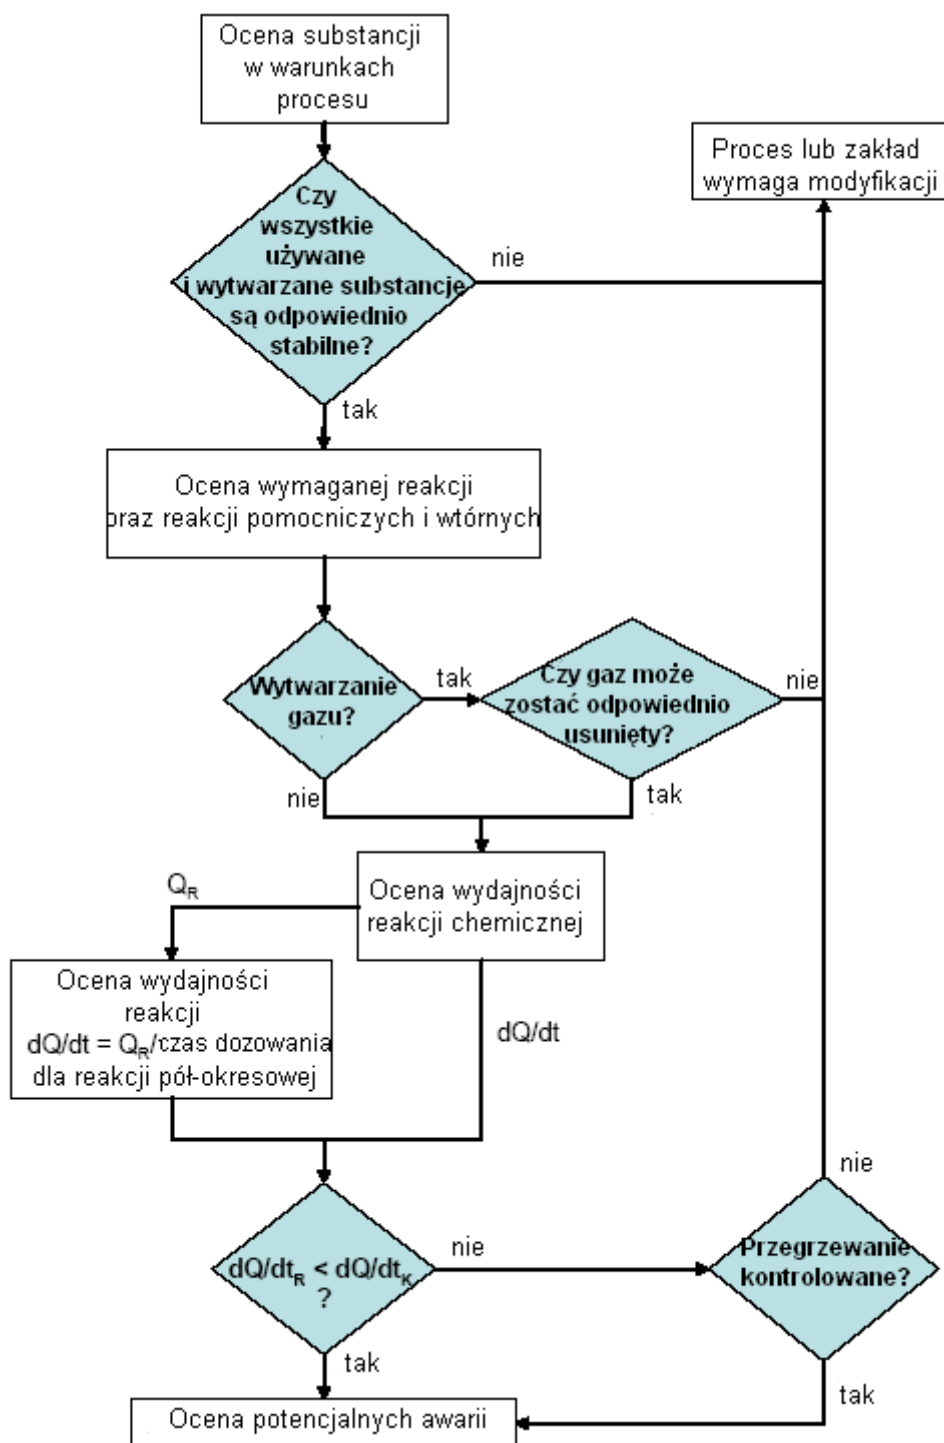 Ocena substancji
w warunkach
procesu
Proces lub zakład
wymaga modyfikacji
Czy
wszystkie
używane
i wytwarzane substancje
są odpowiednio
stabilne?
nie
tak
Ocena wymaganej reakcji
oraz reakcji pomocniczych i wtórnych
Wytwarzanie
gazu?
tak
Czy gaz może
zostać odpowiednio
usunięty?
nie
nie
tak
Ocena wydajności
reakcji chemicznej
Q_R
Ocena wydajności
reakcji
dQ/dt = Q_R/czas dozowania
dla reakcji pół-okresowej
dQ/dt
dQ/dt_R < dQ/dt_K
?
nie
nie
Przegrzewanie
kontrolowane?
tak
tak
Ocena potencjalnych awarii